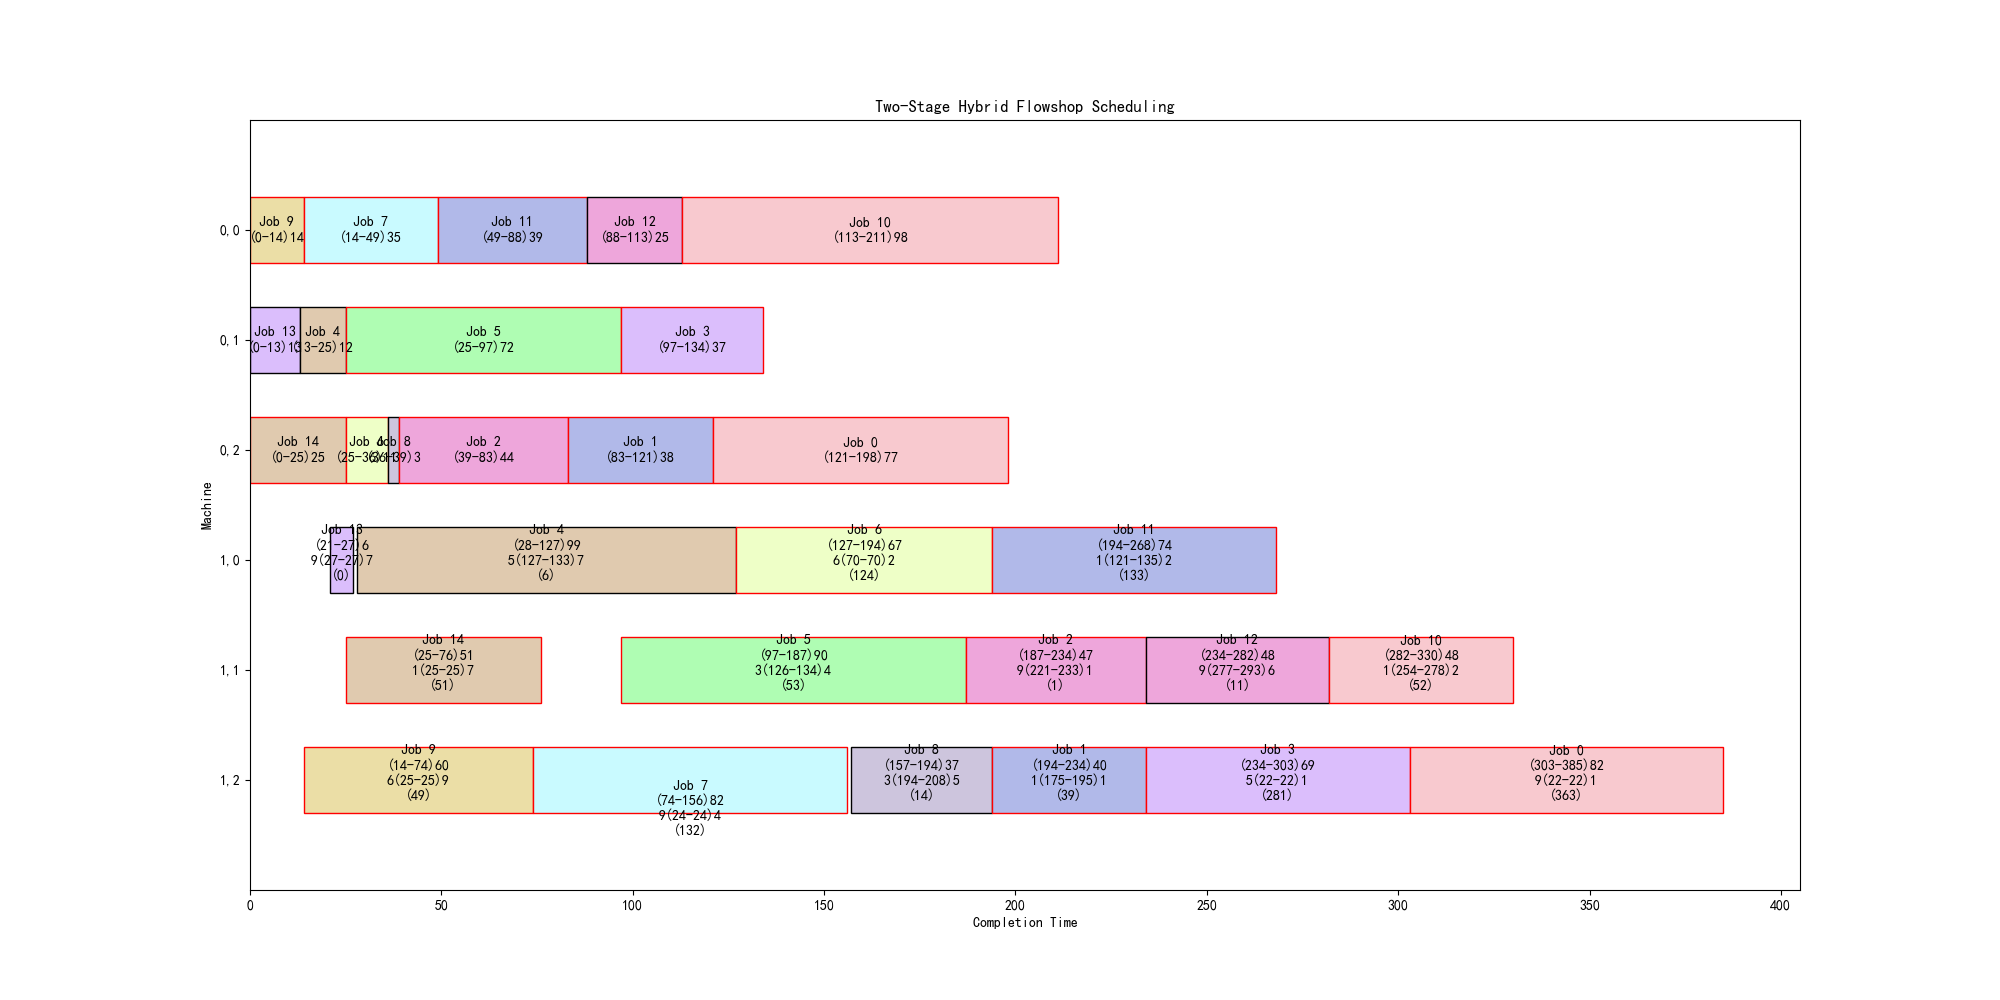 Two-Stage Hybrid Flowshop Scheduling
0,0
Job 9
(0-14)14
Job 7
(14-49)35
Job 11
(49-88)39
Job 12
(88-113)25
Job 10
(113-211)98
0,1
Job 13
(0-13)13
Job 4
(13-25)12
Job 5
(25-97)72
Job 3
(97-134)37
0,2
Job 14
(0-25)25
Job 6
(25-36)11
Job 8
(36-39)3
Job 2
(39-83)44
Job 1
(83-121)38
Job 0
(121-198)77
Machine
1,0
Job 13
(21-27)6
9(27-27)7
(0)
Job 4
(28-127)99
5(127-133)7
(6)
Job 6
(127-194)67
6(70-70)2
(124)
Job 11
(194-268)74
1(121-135)2
(133)
1,1
Job 14
(25-76)51
1(25-25)7
(51)
Job 5
(97-187)90
3(126-134)4
(53)
Job 2
(187-234)47
9(221-233)1
(1)
Job 12
(234-282)48
9(277-293)6
(11)
Job 10
(282-330)48
1(254-278)2
(52)
1,2
Job 9
(14-74)60
6(25-25)9
(49)
Job 7
(74-156)82
9(24-24)4
(132)
Job 8
(157-194)37
3(194-208)5
(14)
Job 1
(194-234)40
1(175-195)1
(39)
Job 3
(234-303)69
5(22-22)1
(281)
Job 0
(303-385)82
9(22-22)1
(363)
0
50
100
150
200
250
300
350
400
Completion Time